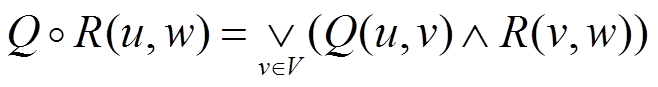 Q∘R(u,w) = ∨_{v∈V} (Q(u,v) ∧ R(v,w))